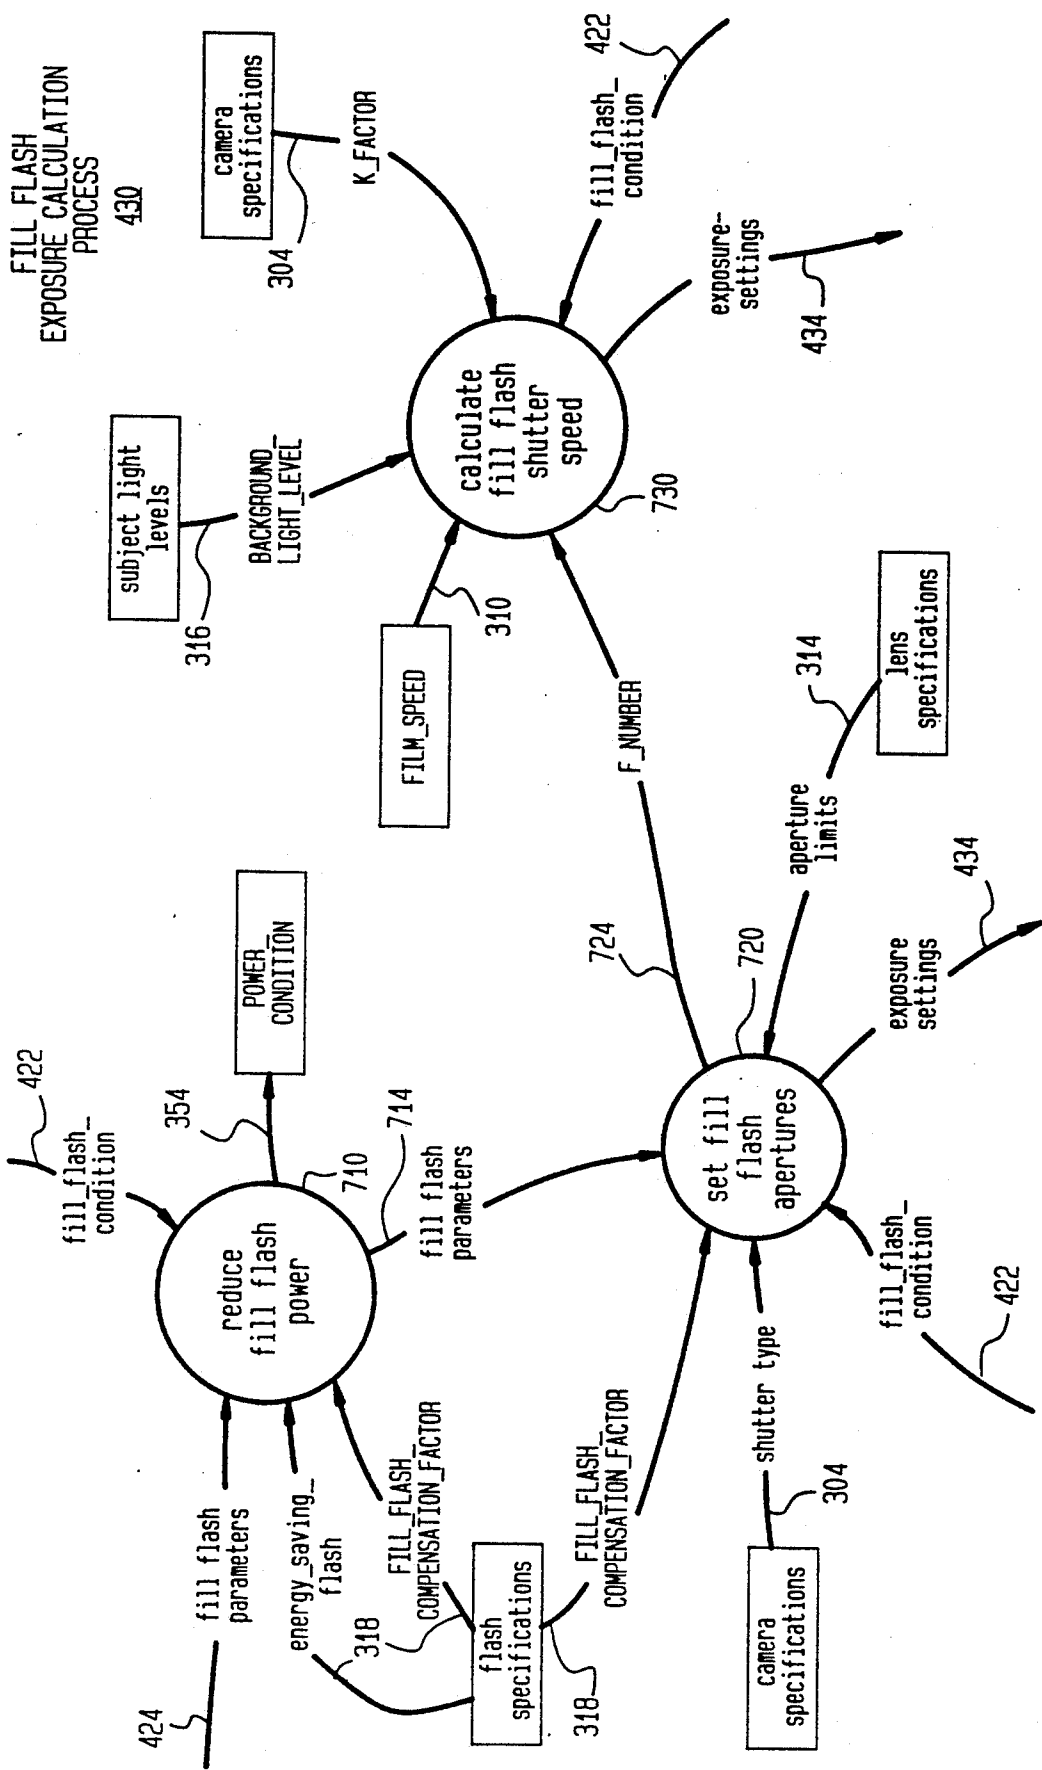 FILL FLASH
EXPOSURE CALCULATION
PROCESS
430
camera
specifications
304
K_FACTOR
subject light
levels
316
BACKGROUND_
LIGHT_LEVEL
FILM_SPEED
310
calculate
fill flash
shutter
speed
730
fill_flash_
condition
422
exposure-
settings
434
F_NUMBER
724
422
fill_flash_
condition
POWER_
CONDITION
354
reduce
fill flash
power
710
714
fill flash
parameters
424
fill flash
parameters
energy_saving_
flash
318
FILL_FLASH_
COMPENSATION_FACTOR
flash
specifications
318
FILL_FLASH_
COMPENSATION_FACTOR
set fill
flash
apertures
720
aperture
limits
314
lens
specifications
exposure
settings
434
camera
specifications
304
shutter type
fill_flash_
condition
422